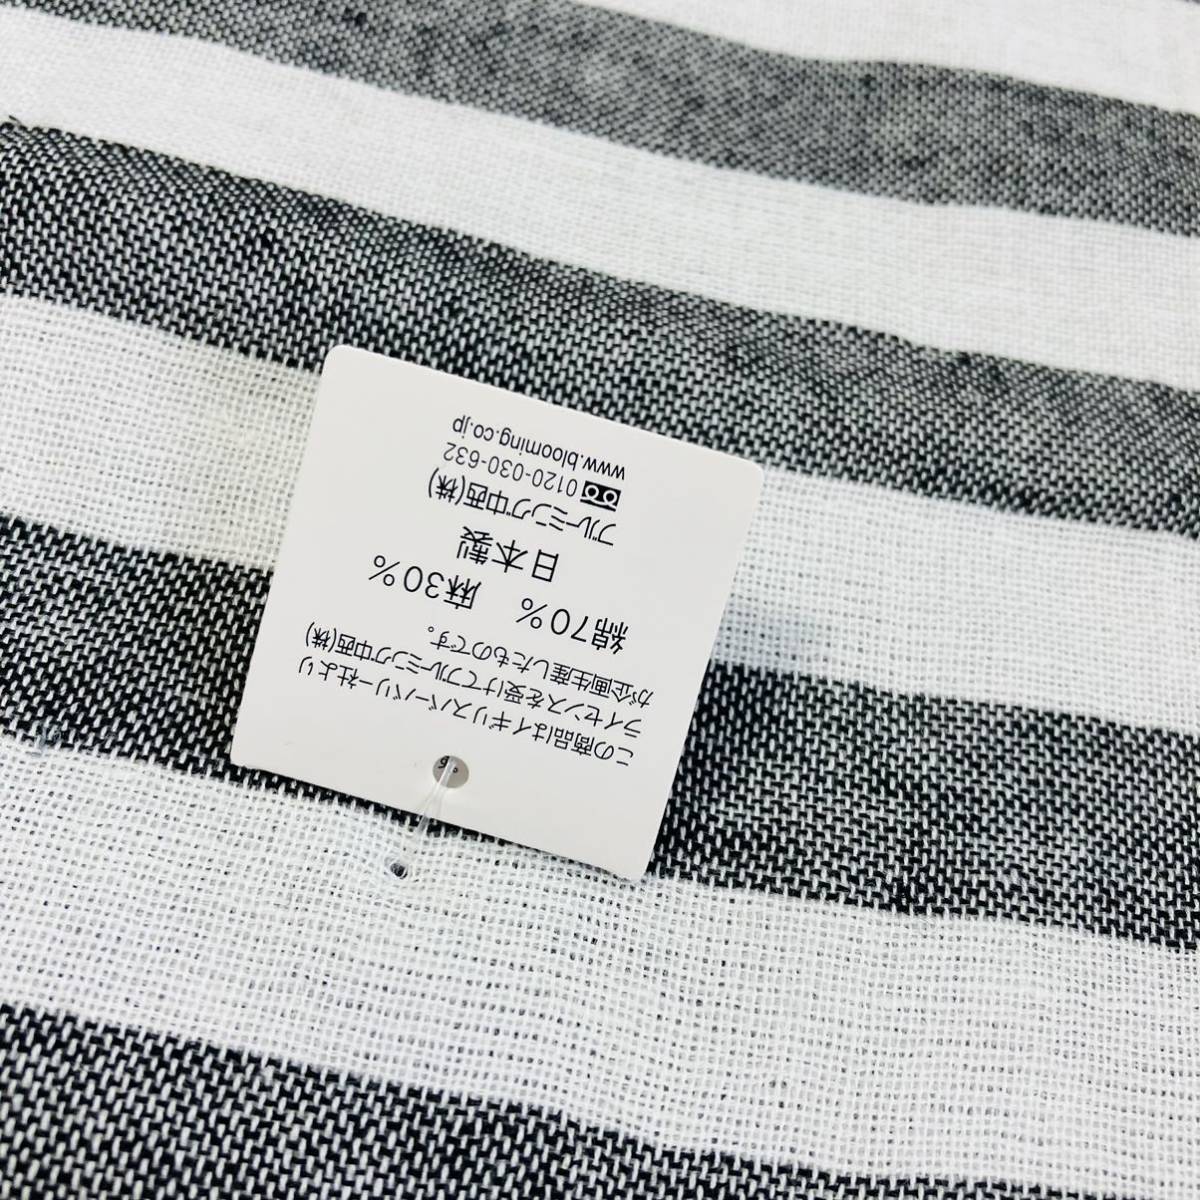 この商品はイギリスバーバリー社より
ライセンスを受けてブルーミング中西(株)
が企画生産したものです。
綿70% 麻30%
日本製
ブルーミング中西(株)
0120-030-632
www.blooming.co.jp